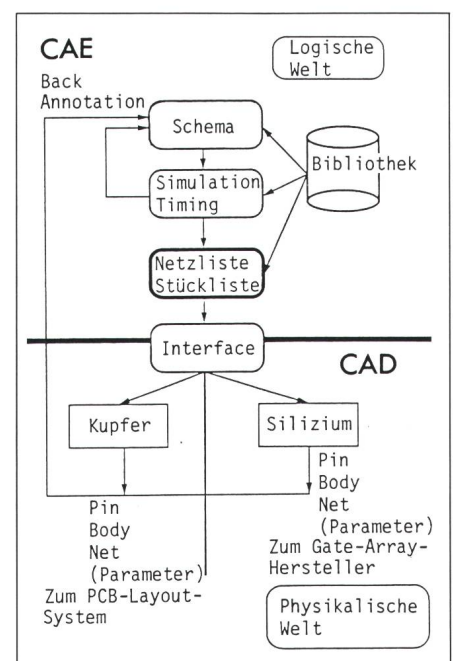 CAE
Logische
Welt
Back
Annotation
Schema
Bibliothek
Simulation
Timing
Netzliste
Stückliste
Interface
CAD
Kupfer
Silizium
Pin
Body
Net
(Parameter)
Zum PCB-Layout-
System
Pin
Body
Net
(Parameter)
Zum Gate-Array-
Hersteller
Physikalische
Welt